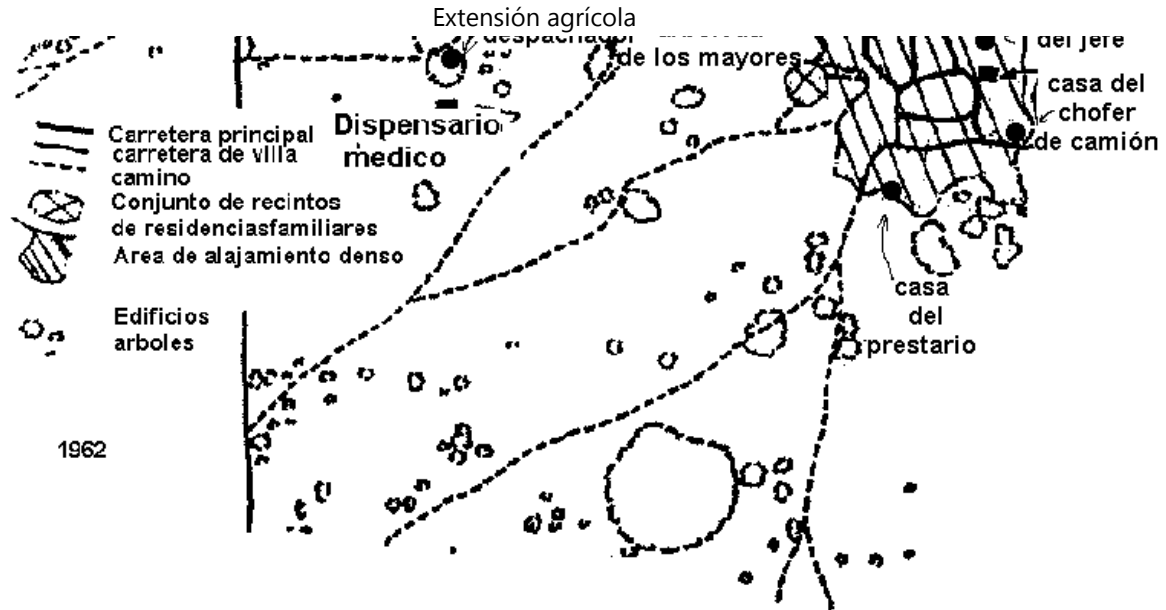 Extensión agrícola
despachador
de los mayores
del jefe
casa del
chofer
de camión
Dispensario
medico
Carretera principal
carretera de vIlla
camino
Conjunto de recintos
de residenciasfamiliares
Area de alajamiento denso
casa
del
prestario
Edificios
arboles
1962